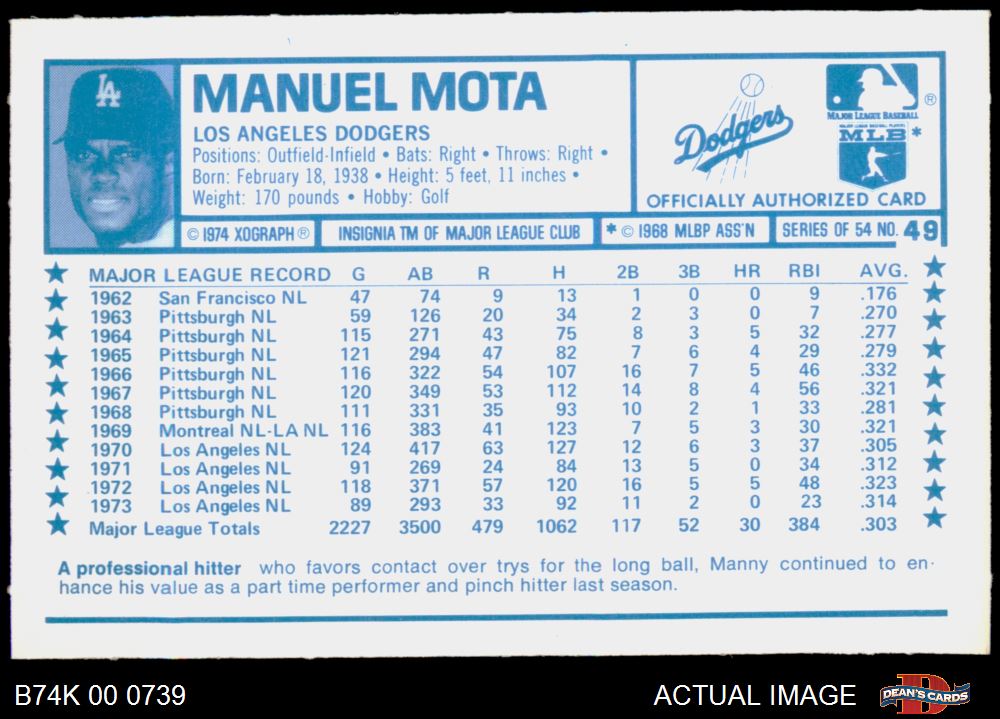 LA
MANUEL MOTA
LOS ANGELES DODGERS
Positions: Outfield-Infield • Bats: Right • Throws: Right •
Born: February 18, 1938 • Height: 5 feet, 11 inches •
Weight: 170 pounds • Hobby: Golf
Dodgers
MAJOR LEAGUE BASEBALL ®
MAJOR LEAGUE BASEBALL PLAYERS
MLB *
OFFICIALLY AUTHORIZED CARD
© 1974 XOGRAPH ® INSIGNIA TM OF MAJOR LEAGUE CLUB * © 1968 MLBP ASS'N SERIES OF 54 NO. 49
MAJOR LEAGUE RECORD G AB R H 2B 3B HR RBI AVG.
1962 San Francisco NL 47 74 9 13 1 0 0 9 .176
1963 Pittsburgh NL 59 126 20 34 2 3 0 7 .270
1964 Pittsburgh NL 115 271 43 75 8 3 5 32 .277
1965 Pittsburgh NL 121 294 47 82 7 6 4 29 .279
1966 Pittsburgh NL 116 322 54 107 16 7 5 46 .332
1967 Pittsburgh NL 120 349 53 112 14 8 4 56 .321
1968 Pittsburgh NL 111 331 35 93 10 2 1 33 .281
1969 Montreal NL-LA NL 116 383 41 123 7 5 3 30 .321
1970 Los Angeles NL 124 417 63 127 12 6 3 37 .305
1971 Los Angeles NL 91 269 24 84 13 5 0 34 .312
1972 Los Angeles NL 118 371 57 120 16 5 5 48 .323
1973 Los Angeles NL 89 293 33 92 11 2 0 23 .314
Major League Totals 2227 3500 479 1062 117 52 30 384 .303
A professional hitter who favors contact over trys for the long ball, Manny continued to en-
hance his value as a part time performer and pinch hitter last season.
B74K 00 0739 ACTUAL IMAGE DEAN'S CARDS